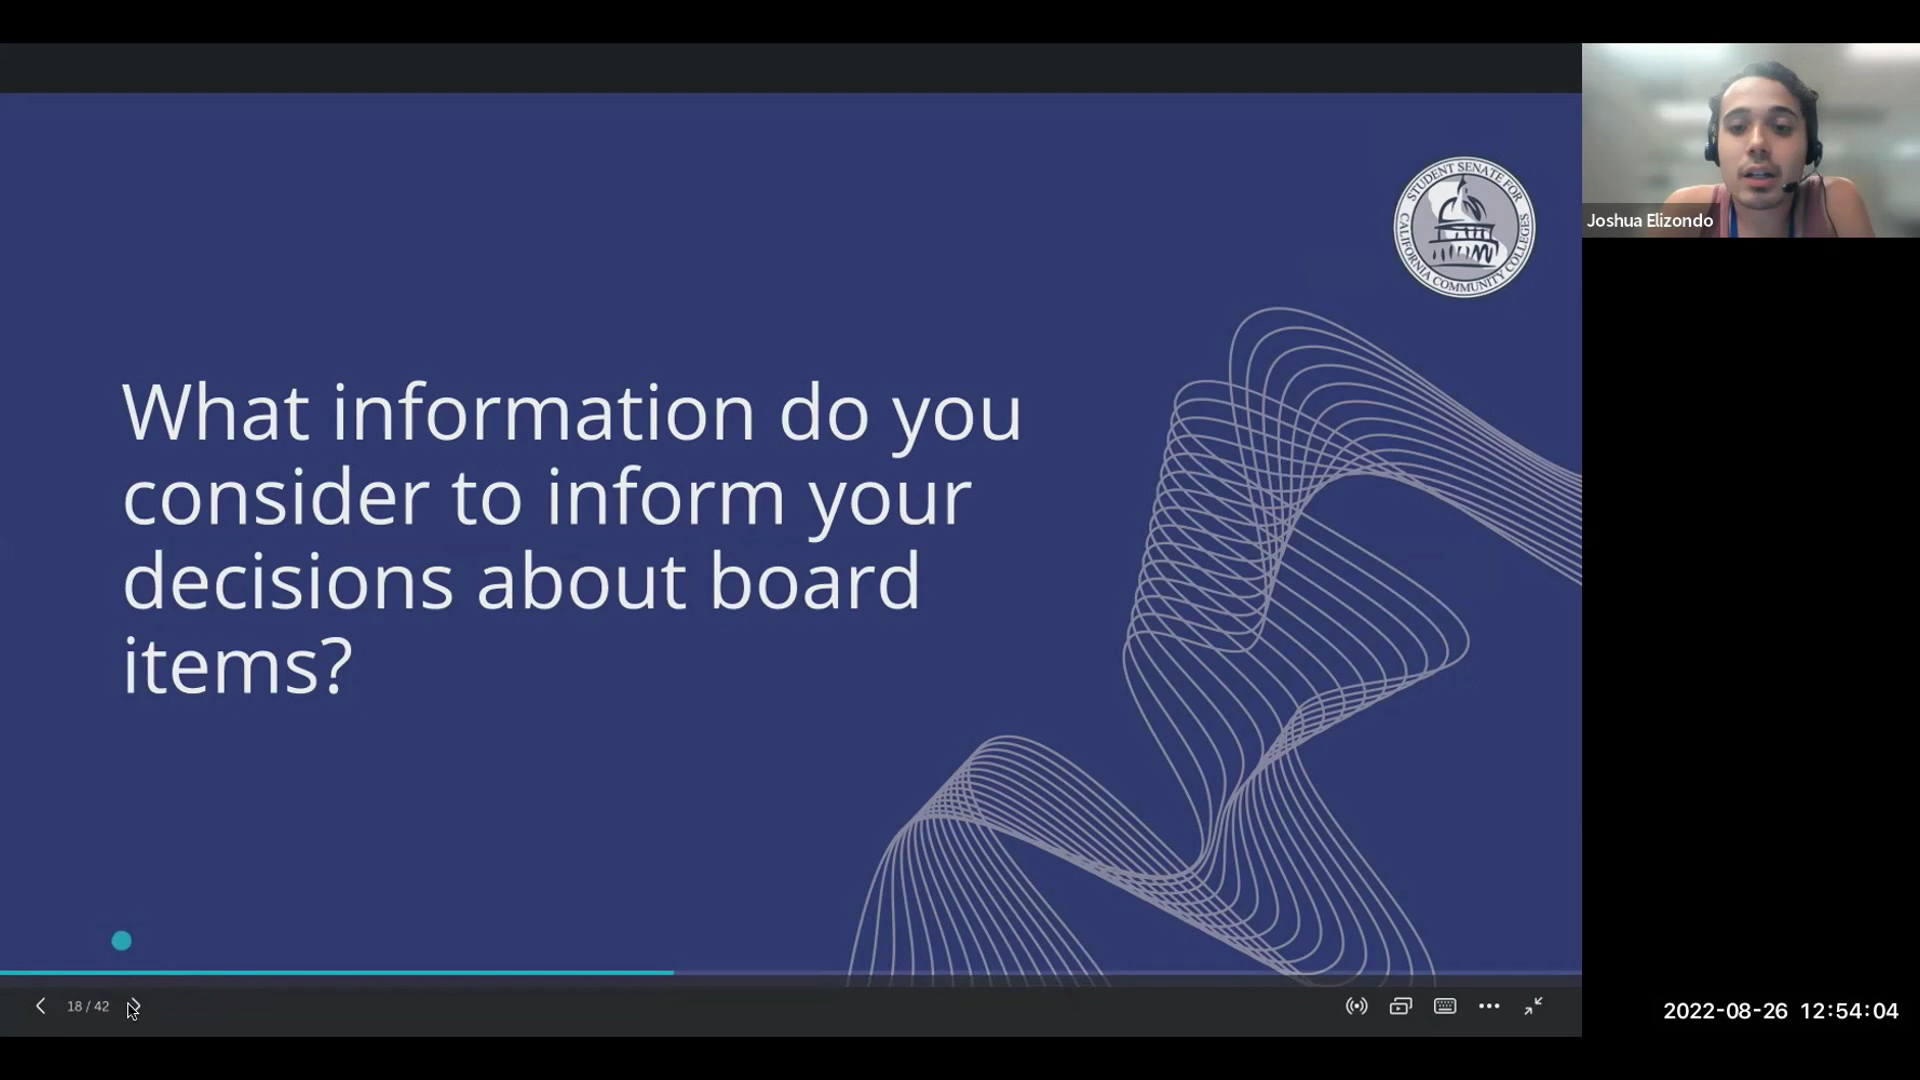 STUDENT SENATE FOR
CALIFORNIA COMMUNITY COLLEGES
Joshua Elizondo
What information do you
consider to inform your
decisions about board
items?
18 / 42
2022-08-26 12:54:04